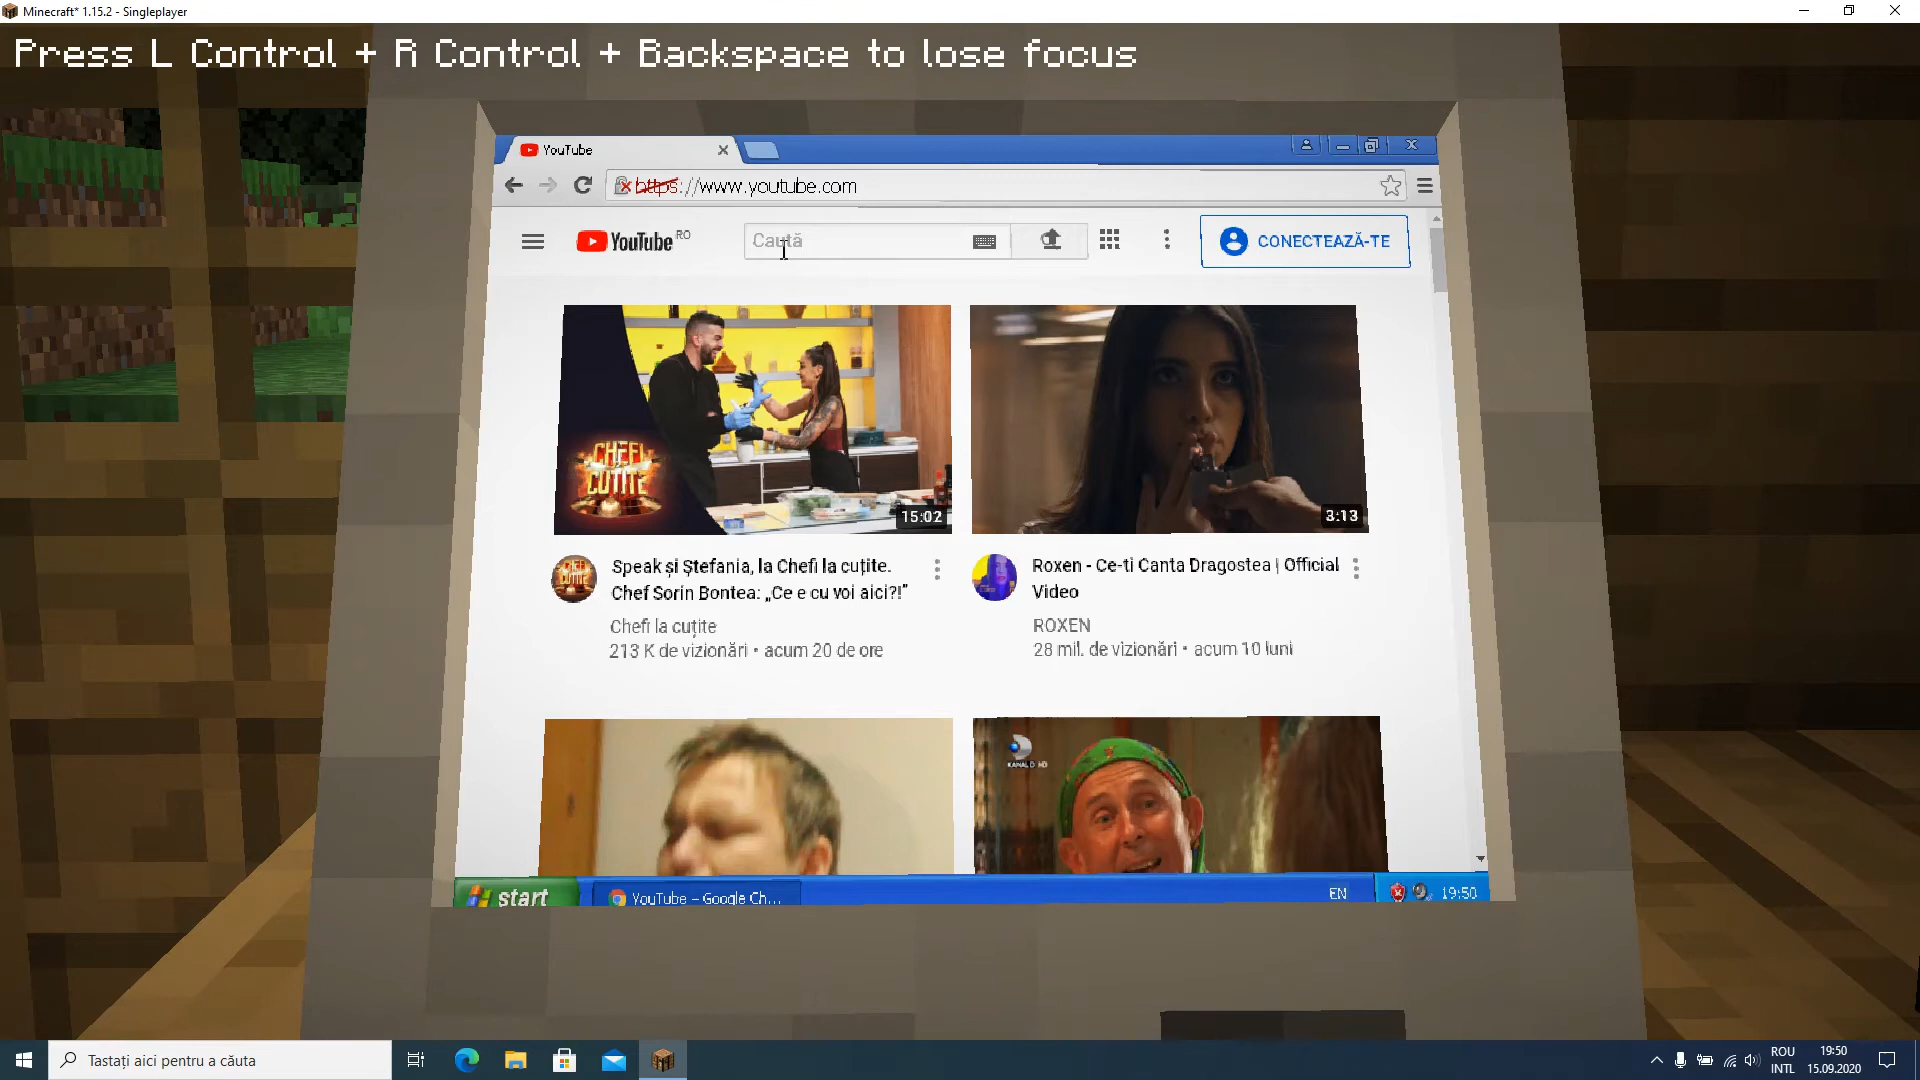 Minecraft* 1.15.2 - Singleplayer
Press L Control + R Control + Backspace to lose focus
YouTube
https://www.youtube.com
YouTube RO
Caută
CONECTEAZĂ-TE
CHEFI
CUȚITE
15:02
3:13
Speak și Ștefania, la Chefi la cuțite.
Chef Sorin Bontea: „Ce e cu voi aici?!”
Chefi la cuțite
213 K de vizionări • acum 20 de ore
Roxen - Ce-ti Canta Dragostea | Official
Video
ROXEN
28 mil. de vizionări • acum 10 luni
KANAL D HD
start
YouTube – Google Ch...
EN
19:50
Tastați aici pentru a căuta
ROU
INTL
19:50
15.09.2020